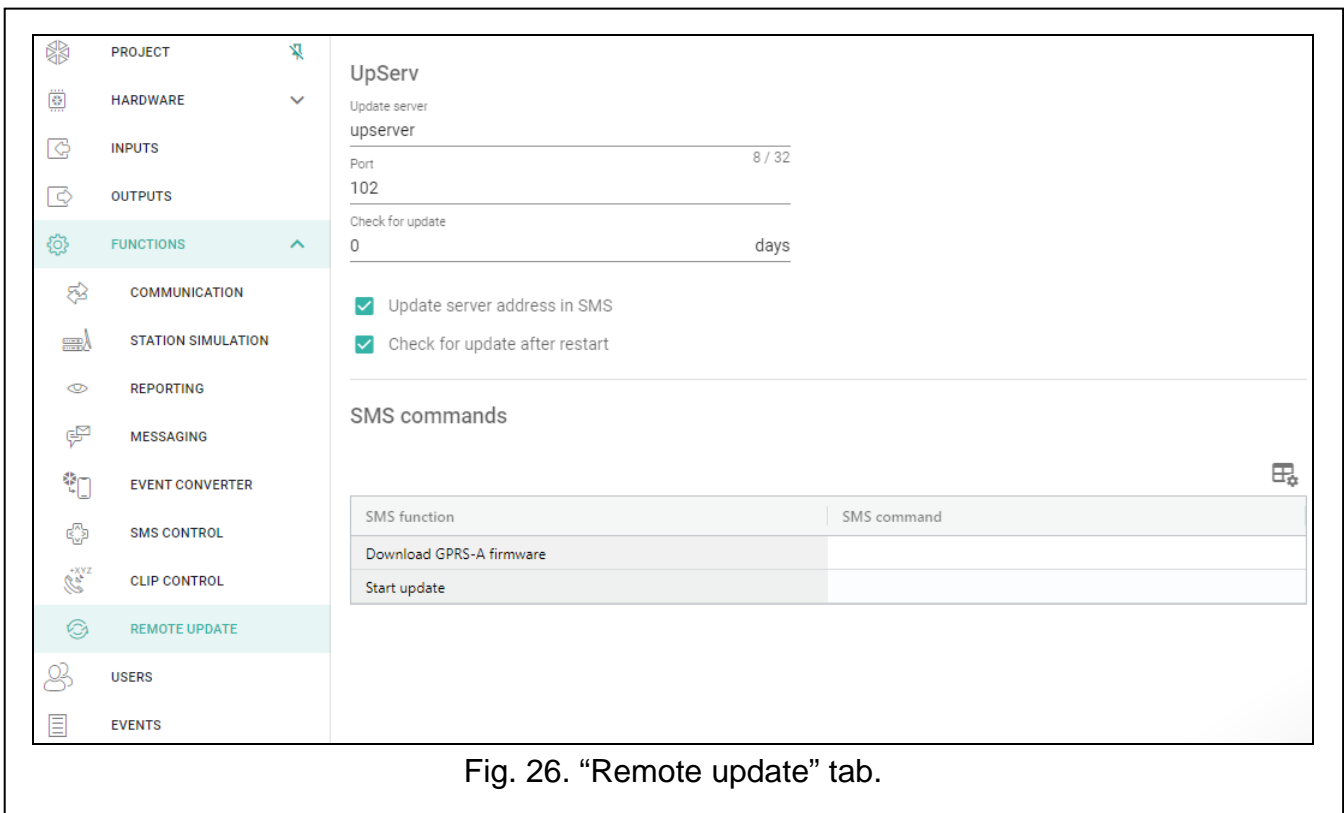 PROJECT
HARDWARE
INPUTS
OUTPUTS
FUNCTIONS
COMMUNICATION
STATION SIMULATION
REPORTING
MESSAGING
EVENT CONVERTER
SMS CONTROL
+XYZ
CLIP CONTROL
REMOTE UPDATE
USERS
EVENTS
UpServ
Update server
upserver
8 / 32
Port
102
Check for update
0 days
Update server address in SMS
Check for update after restart
SMS commands
SMS function SMS command
Download GPRS-A firmware
Start update
Fig. 26. “Remote update” tab.